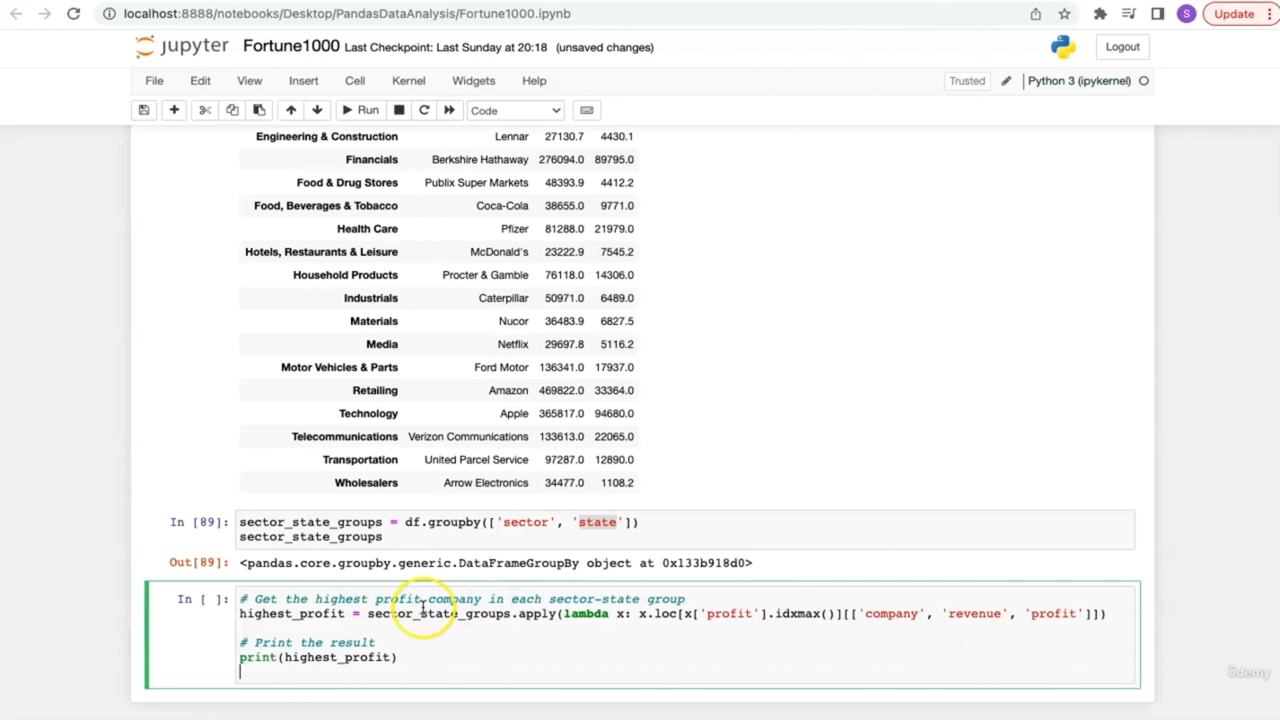 localhost:8888/notebooks/Desktop/PandasDataAnalysis/Fortune1000.ipynb S Update
jupyter Fortune1000 Last Checkpoint: Last Sunday at 20:18 (unsaved changes) Logout
File Edit View Insert Cell Kernel Widgets Help Trusted Python 3 (ipykernel)
Run Code
Engineering & Construction Lennar 27130.7 4430.1
Financials Berkshire Hathaway 276094.0 89795.0
Food & Drug Stores Publix Super Markets 48393.9 4412.2
Food, Beverages & Tobacco Coca-Cola 38655.0 9771.0
Health Care Pfizer 81288.0 21979.0
Hotels, Restaurants & Leisure McDonald's 23222.9 7545.2
Household Products Procter & Gamble 76118.0 14306.0
Industrials Caterpillar 50971.0 6489.0
Materials Nucor 36483.9 6827.5
Media Netflix 29697.8 5116.2
Motor Vehicles & Parts Ford Motor 136341.0 17937.0
Retailing Amazon 469822.0 33364.0
Technology Apple 365817.0 94680.0
Telecommunications Verizon Communications 133613.0 22065.0
Transportation United Parcel Service 97287.0 12890.0
Wholesalers Arrow Electronics 34477.0 1108.2
In [89]: sector_state_groups = df.groupby(['sector', 'state'])
sector_state_groups
Out[89]: <pandas.core.groupby.generic.DataFrameGroupBy object at 0x133b918d0>
In [ ]: # Get the highest profit company in each sector-state group
highest_profit = sector_state_groups.apply(lambda x: x.loc[x['profit'].idxmax()][['company', 'revenue', 'profit']])
# Print the result
print(highest_profit)
ûdemy